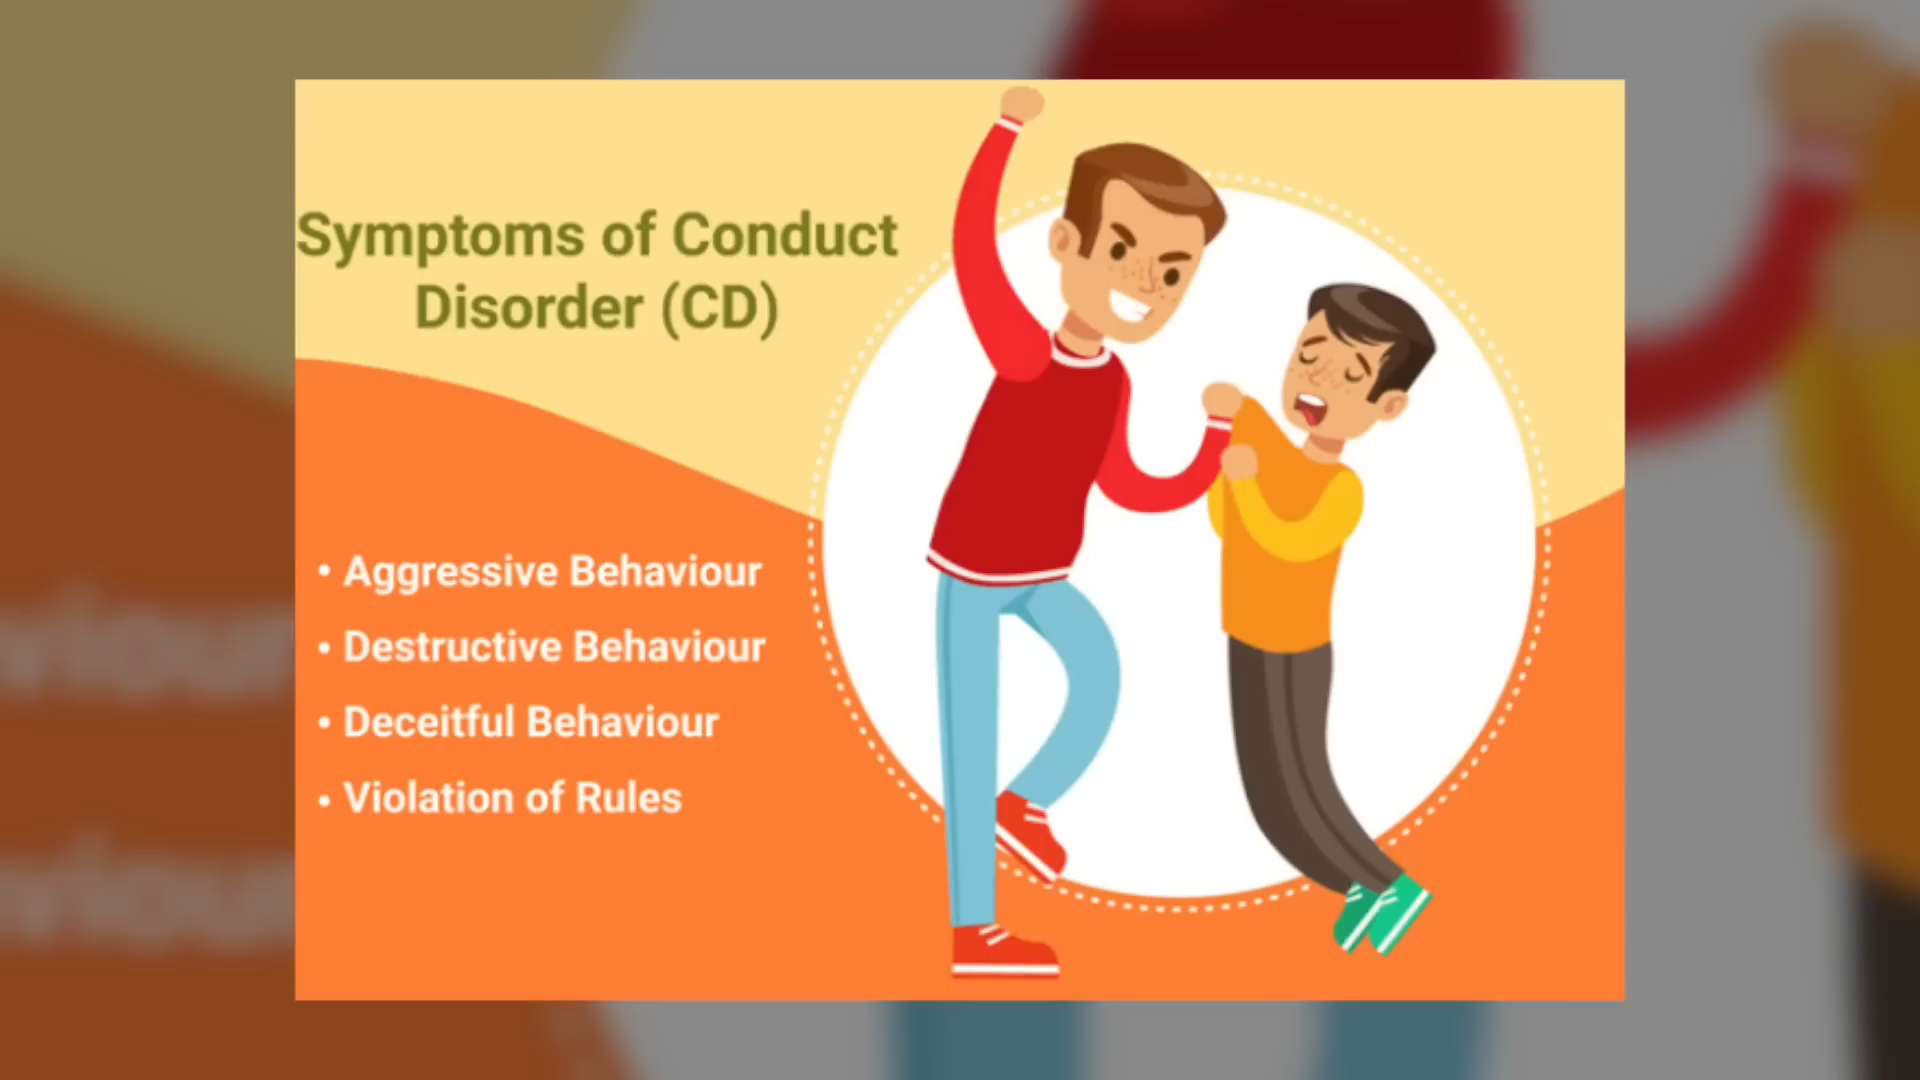 Symptoms of Conduct
Disorder (CD)
• Aggressive Behaviour
• Destructive Behaviour
• Deceitful Behaviour
• Violation of Rules